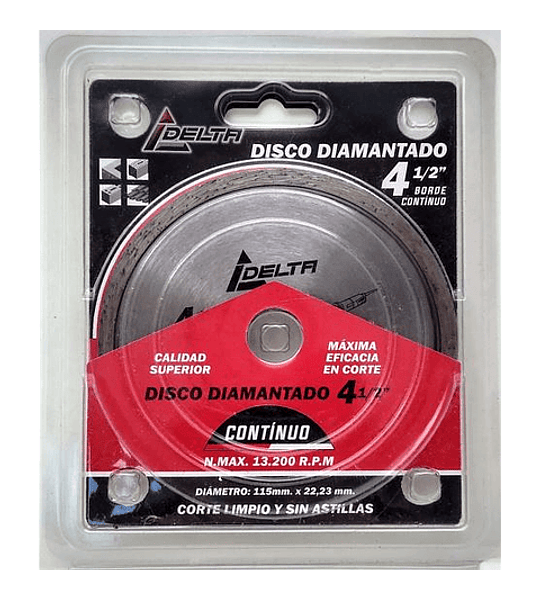 DELTA
DISCO DIAMANTADO
4 1/2"
BORDE
CONTÍNUO
DELTA
CALIDAD
SUPERIOR
MÁXIMA
EFICACIA
EN CORTE
DISCO DIAMANTADO 4 1/2"
CONTÍNUO
N.MAX. 13.200 R.P.M
DIÁMETRO: 115mm. x 22,23 mm.
CORTE LIMPIO Y SIN ASTILLAS